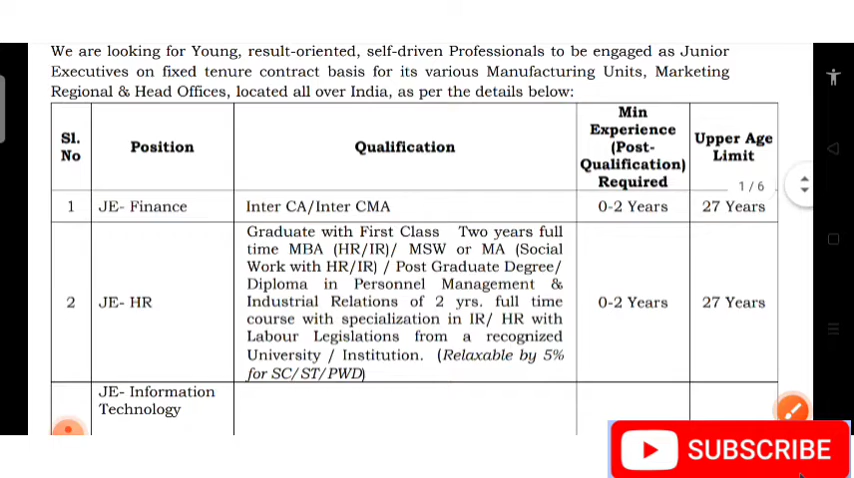 We are looking for Young, result-oriented, self-driven Professionals to be engaged as Junior
Executives on fixed tenure contract basis for its various Manufacturing Units, Marketing
Regional & Head Offices, located all over India, as per the details below:
Sl.
No
Position
Qualification
Min
Experience
(Post-
Qualification)
Required
Upper Age
Limit
1/6
1
JE- Finance
Inter CA/Inter CMA
0-2 Years
27 Years
2
JE- HR
Graduate with First Class Two years full
time MBA (HR/IR)/ MSW or MA (Social
Work with HR/IR) / Post Graduate Degree/
Diploma in Personnel Management &
Industrial Relations of 2 yrs. full time
course with specialization in IR/ HR with
Labour Legislations from a recognized
University / Institution. (Relaxable by 5%
for SC/ST/PWD)
0-2 Years
27 Years
JE- Information
Technology
SUBSCRIBE